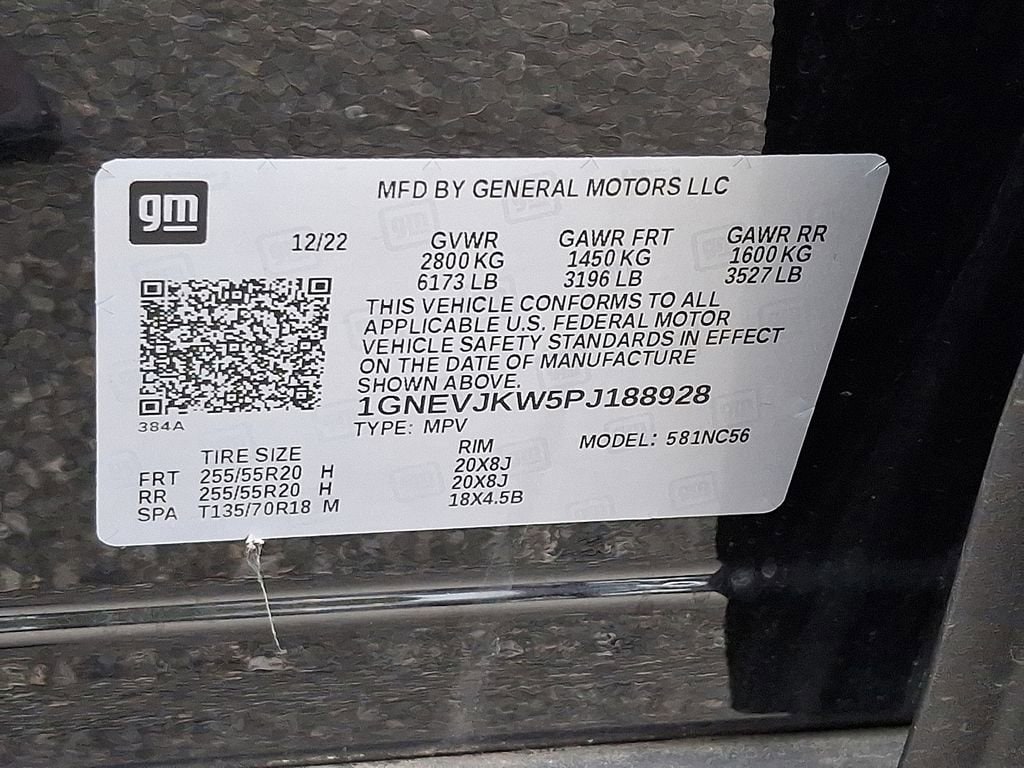 gm
MFD BY GENERAL MOTORS LLC
12/22
GVWR GAWR FRT GAWR RR
2800 KG 1450 KG 1600 KG
6173 LB 3196 LB 3527 LB
THIS VEHICLE CONFORMS TO ALL
APPLICABLE U.S. FEDERAL MOTOR
VEHICLE SAFETY STANDARDS IN EFFECT
ON THE DATE OF MANUFACTURE
SHOWN ABOVE.
1GNEVJKW5PJ188928
384A
TYPE: MPV MODEL: 581NC56
TIRE SIZE RIM
FRT 255/55R20 H 20X8J
RR 255/55R20 H 20X8J
SPA T135/70R18 M 18X4.5B